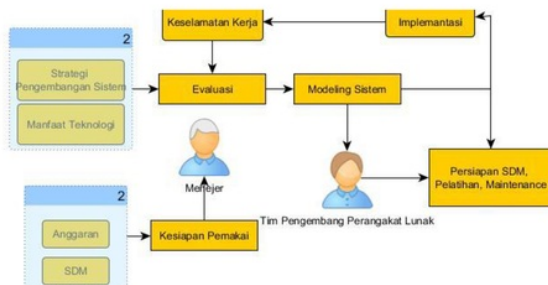 Keselamatan Kerja
Implemantasi
2
Strategi
Pengembangan Sistem
Manfaat Teknologi
Evaluasi
Modeling Sistem
Menejer
Tim Pengembang Perangakat Lunak
Persiapan SDM,
Pelatihan, Maintenance
2
Anggaran
SDM
Kesiapan Pemakai